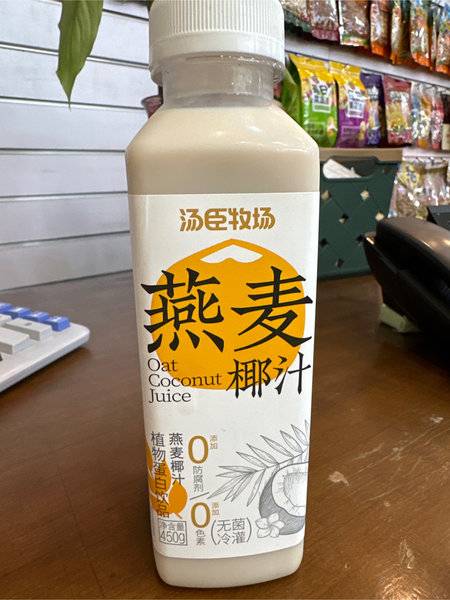 汤臣牧场
燕麦
椰汁
Oat
Coconut
Juice
燕麦椰汁
植物蛋白饮品
净含量
450g
0添加
防腐剂
0添加
色素
无菌
冷灌